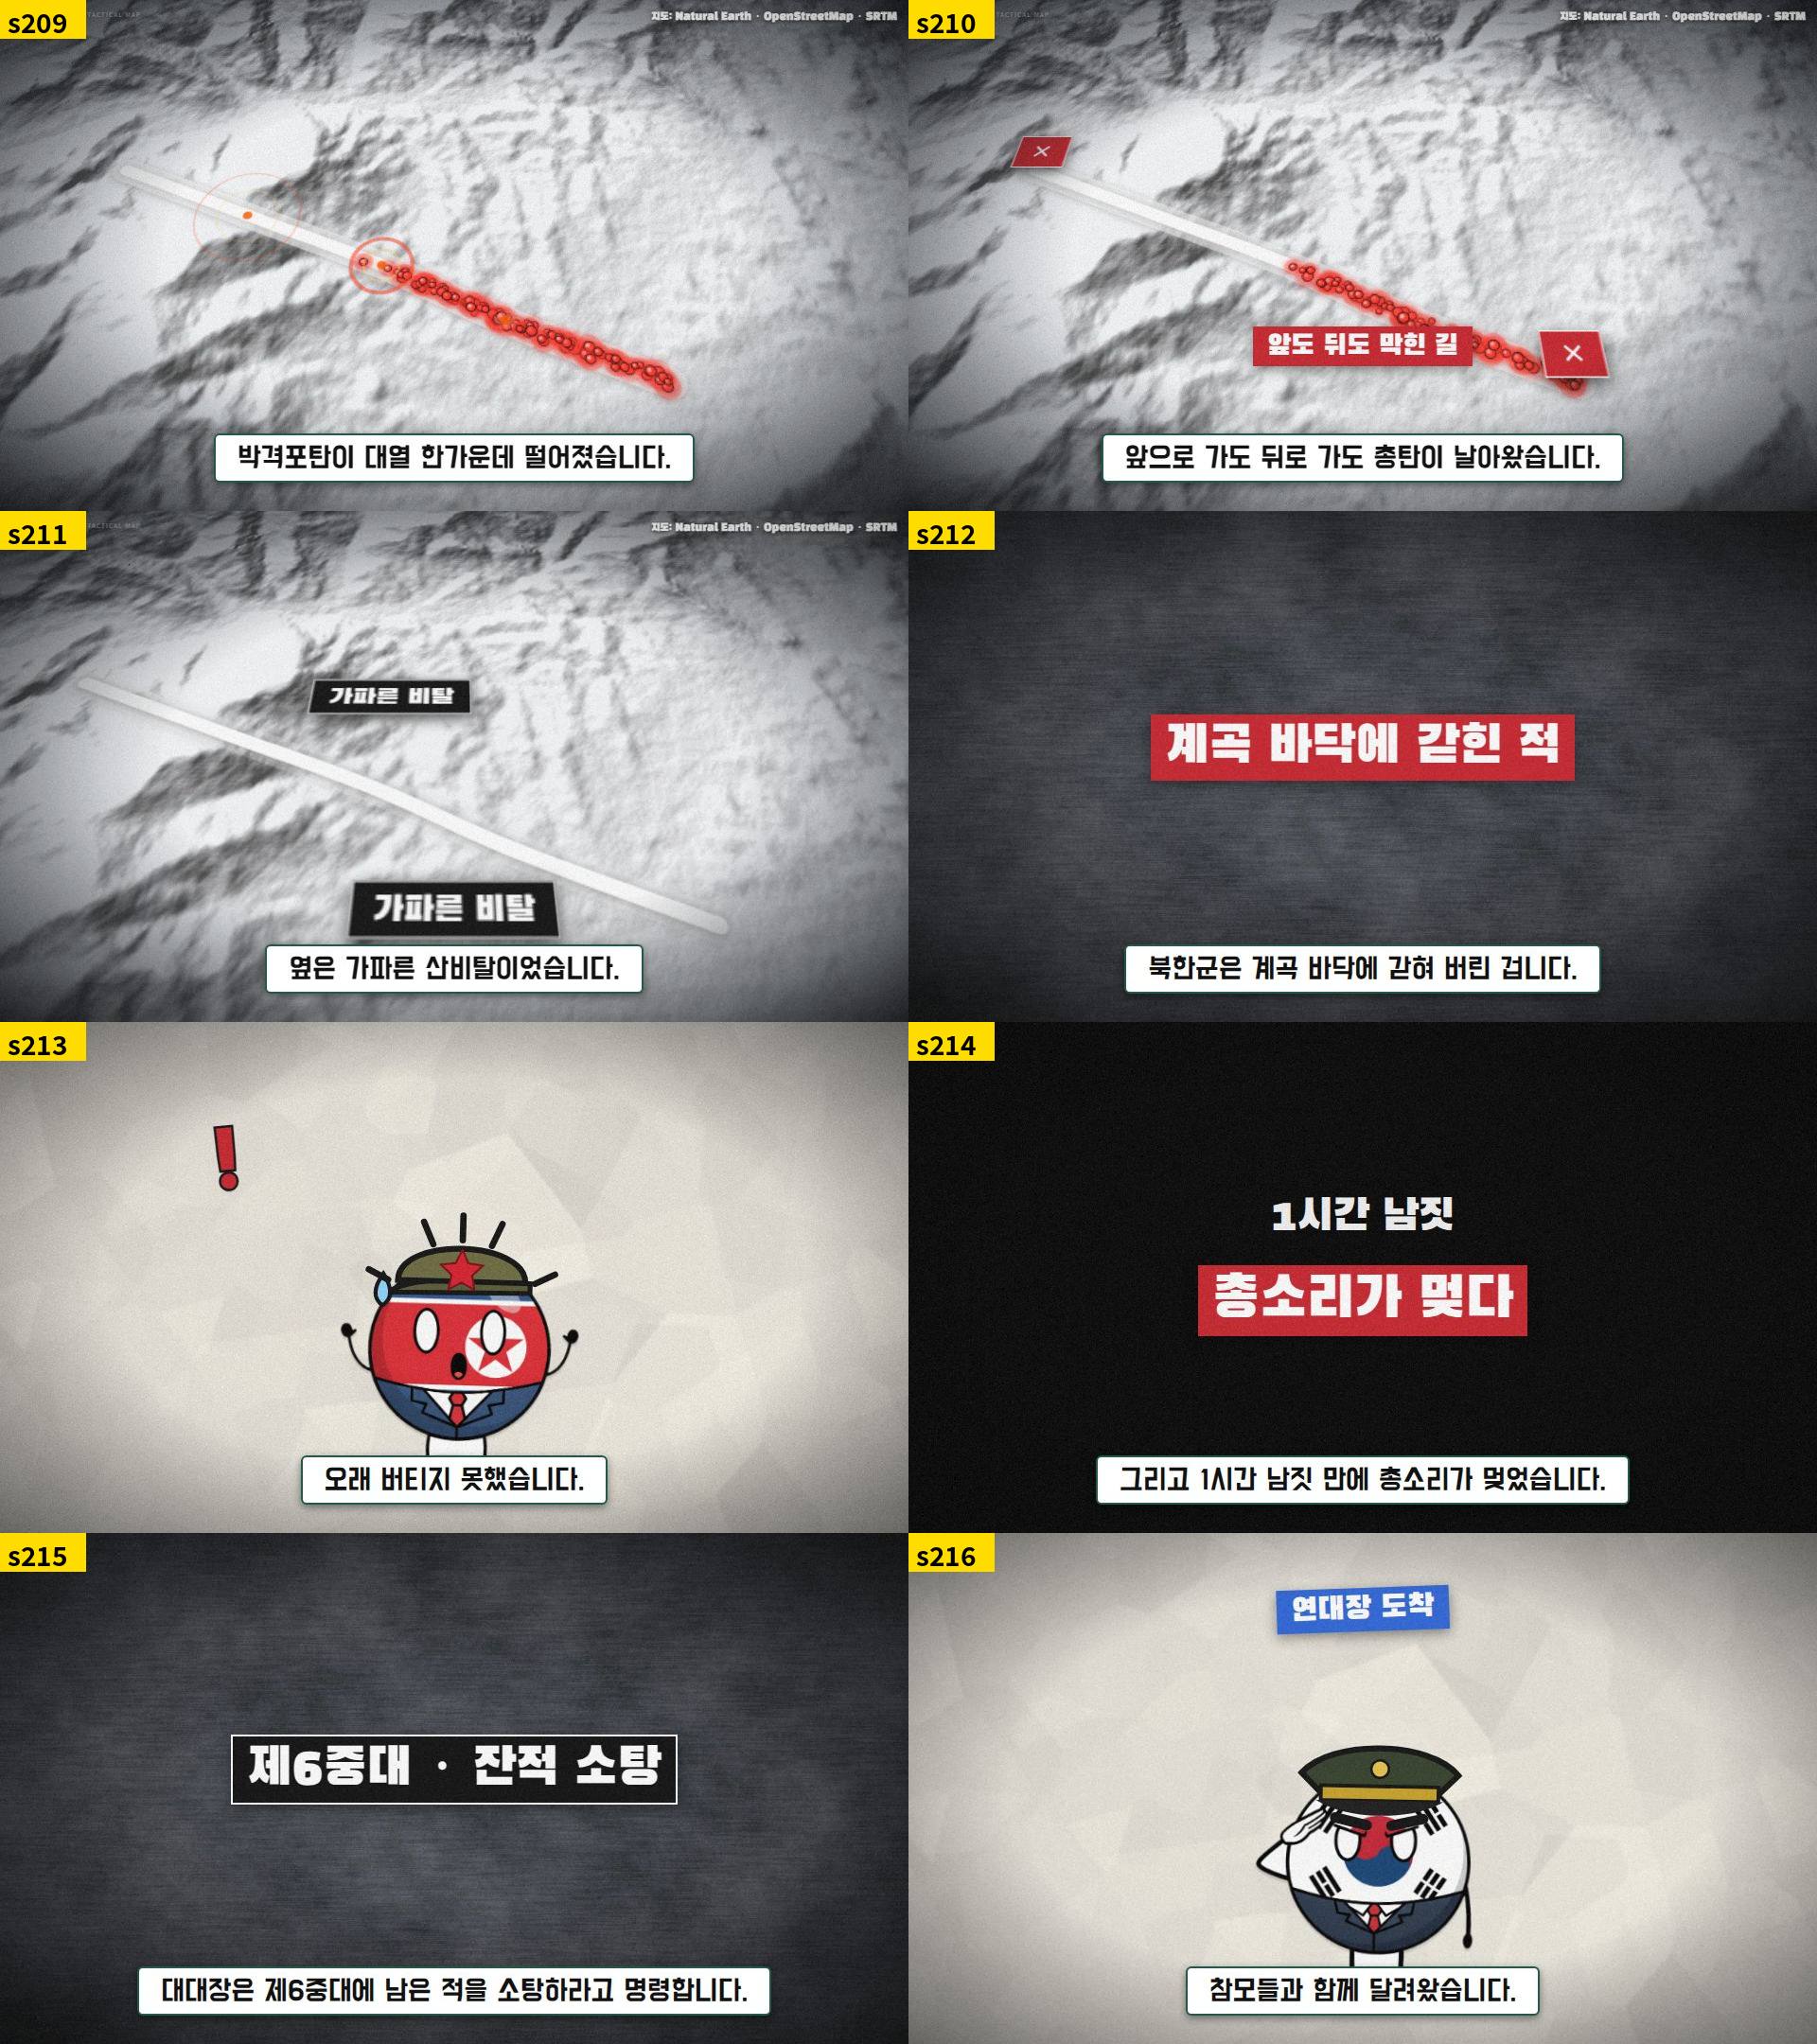 s209
TACTICAL MAP
지도: Natural Earth · OpenStreetMap · SRTM
박격포탄이 대열 한가운데 떨어졌습니다.
s210
TACTICAL MAP
지도: Natural Earth · OpenStreetMap · SRTM
앞도 뒤도 막힌 길
앞으로 가도 뒤로 가도 총탄이 날아왔습니다.
s211
TACTICAL MAP
지도: Natural Earth · OpenStreetMap · SRTM
가파른 비탈
가파른 비탈
옆은 가파른 산비탈이었습니다.
s212
계곡 바닥에 갇힌 적
북한군은 계곡 바닥에 갇혀 버린 겁니다.
s213
오래 버티지 못했습니다.
s214
1시간 남짓
총소리가 멎다
그리고 1시간 남짓 만에 총소리가 멎었습니다.
s215
제6중대 · 잔적 소탕
대대장은 제6중대에 남은 적을 소탕하라고 명령합니다.
s216
연대장 도착
참모들과 함께 달려왔습니다.